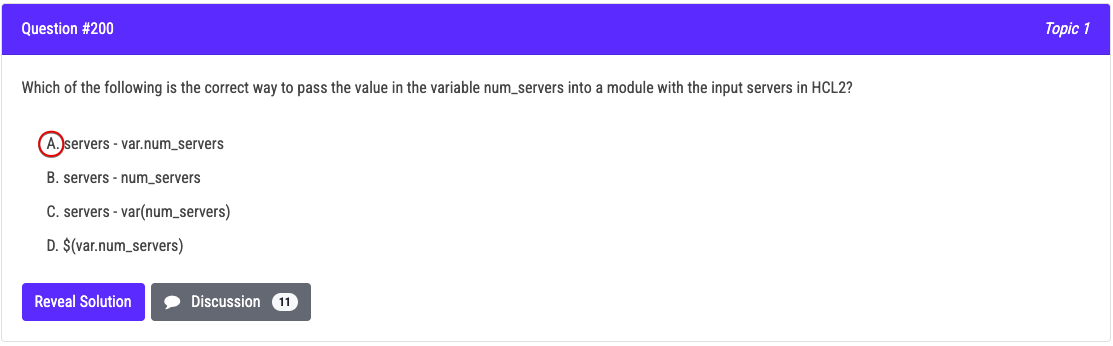 Question #200
Topic 1
Which of the following is the correct way to pass the value in the variable num_servers into a module with the input servers in HCL2?
A. servers - var.num_servers
B. servers - num_servers
C. servers - var(num_servers)
D. $(var.num_servers)
Reveal Solution
Discussion 11